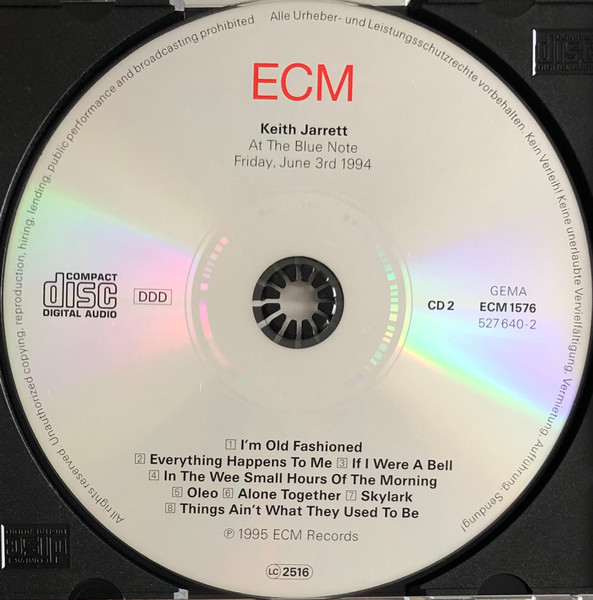 Unauthorized copying, reproduction, hiring, lending, public performance and broadcasting prohibited
Alle Urheber- und Leistungsschutzrechte vorbehalten. Kein Verleih! Keine unerlaubte Vervielfältigung, Vermietung, Aufführung, Sendung!
ECM
Keith Jarrett
At The Blue Note
Friday, June 3rd 1994
COMPACT
disc
DIGITAL AUDIO
DDD
CD 2
GEMA
ECM 1576
527 640-2
1 I'm Old Fashioned
2 Everything Happens To Me 3 If I Were A Bell
4 In The Wee Small Hours Of The Morning
5 Oleo 6 Alone Together 7 Skylark
8 Things Ain't What They Used To Be
℗ 1995 ECM Records
LC 2516
All rights reserved
disc
disc